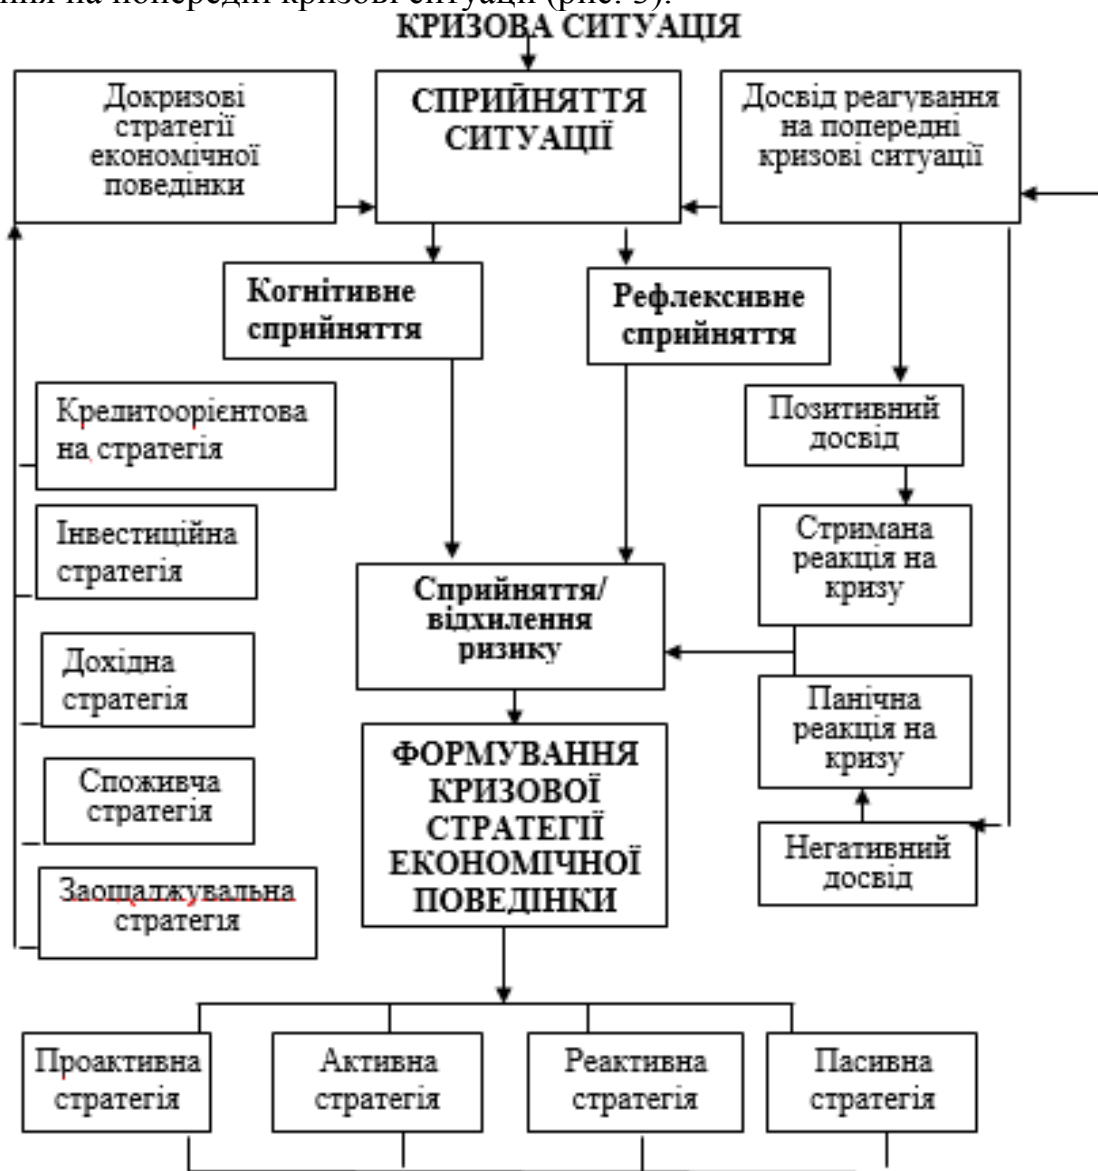 ння на попередні кризові ситуації (рис. 3).
КРИЗОВА СИТУАЦІЯ
Докризові
стратегії
економічної
поведінки
СПРИЙНЯТТЯ
СИТУАЦІЇ
Досвід реагування
на попередні
кризові ситуації
Когнітивне
сприйняття
Рефлексивне
сприйняття
Кредитоорієнтова
на стратегія
Позитивний
досвід
Інвестиційна
стратегія
Стримана
реакція на
кризу
Сприйняття/
відхилення
ризику
Дохідна
стратегія
Панічна
реакція на
кризу
ФОРМУВАННЯ
КРИЗОВОЇ
СТРАТЕГІЇ
ЕКОНОМІЧНОЇ
ПОВЕДІНКИ
Споживча
стратегія
Негативний
досвід
Заощаджувальна
стратегія
Проактивна
стратегія
Активна
стратегія
Реактивна
стратегія
Пасивна
стратегія